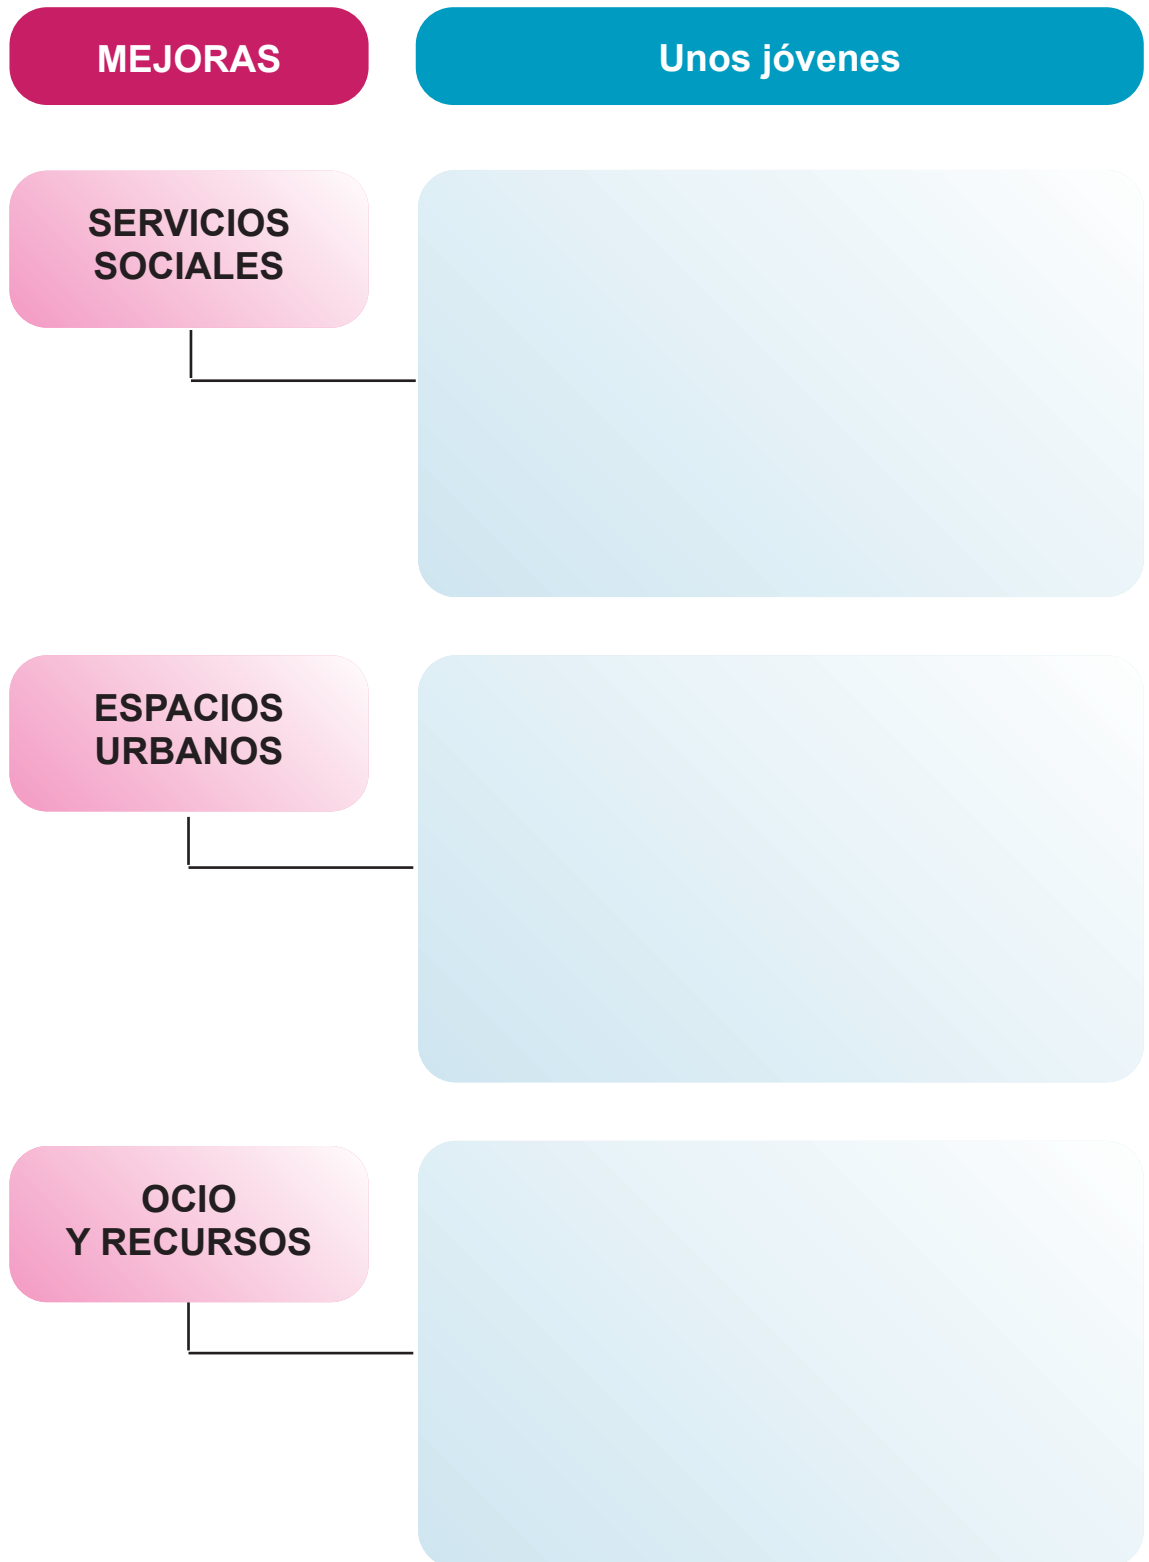 MEJORAS
Unos jóvenes
SERVICIOS
SOCIALES
ESPACIOS
URBANOS
OCIO
Y RECURSOS